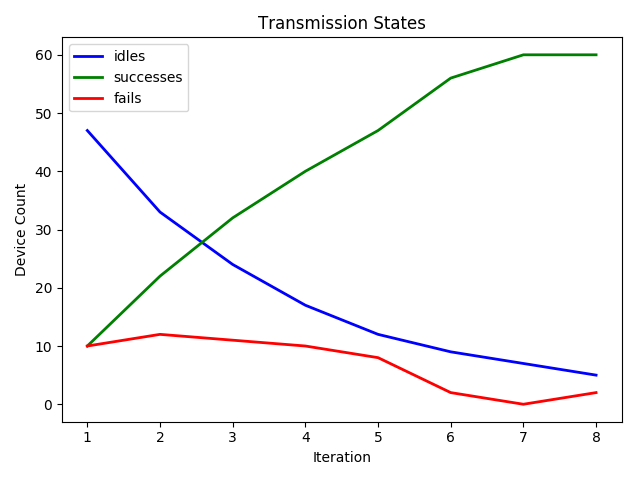 Transmission States
idles
successes
fails
Device Count
60
50
40
30
20
10
0
1 2 3 4 5 6 7 8
Iteration